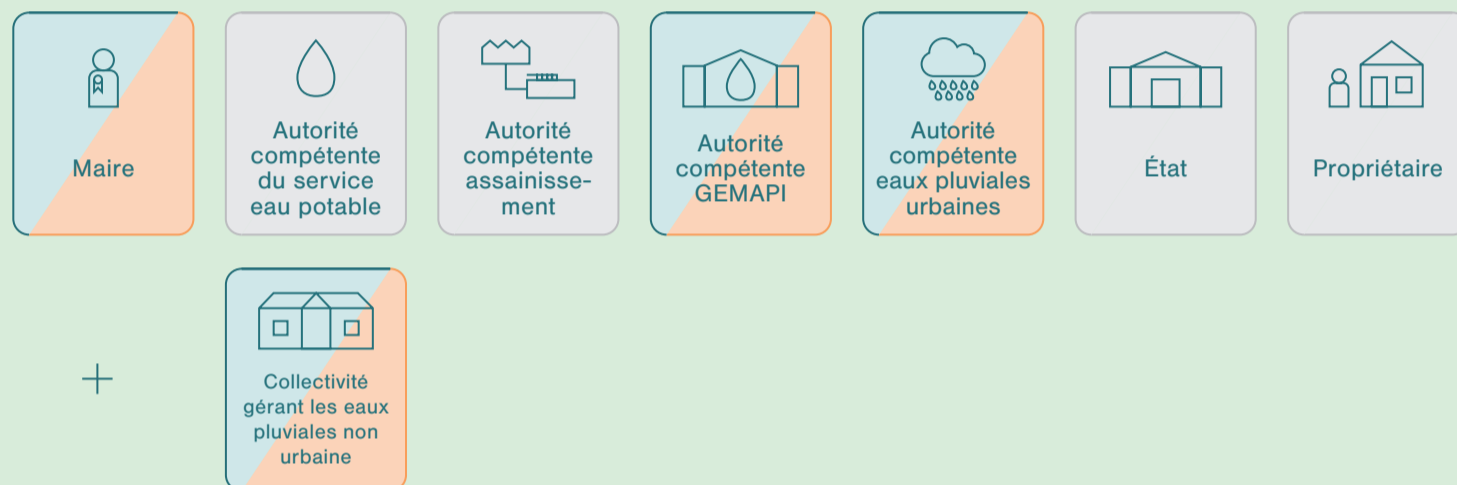 Maire
Autorité
compétente
du service
eau potable
Autorité
compétente
assainisse-
ment
Autorité
compétente
GEMAPI
Autorité
compétente
eaux pluviales
urbaines
État
Propriétaire
+
Collectivité
gérant les eaux
pluviales non
urbaine